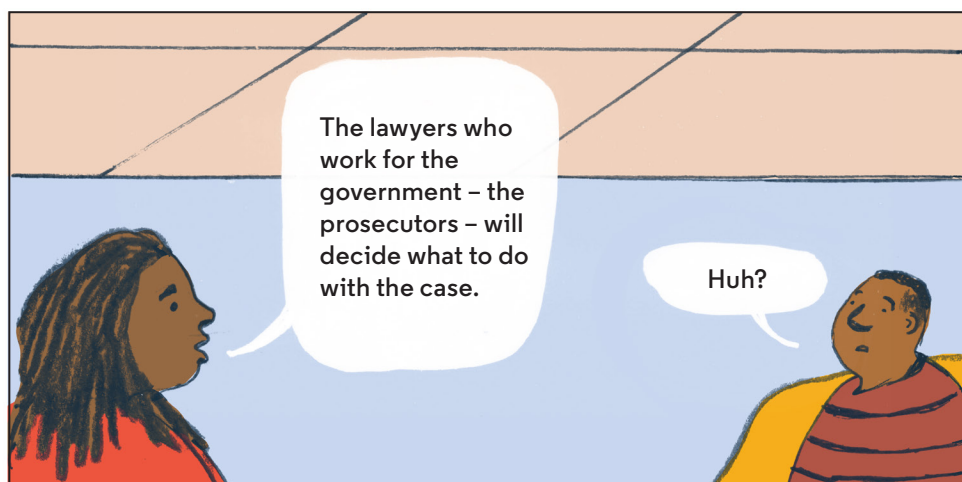 The lawyers who
work for the
government – the
prosecutors – will
decide what to do
with the case.
Huh?